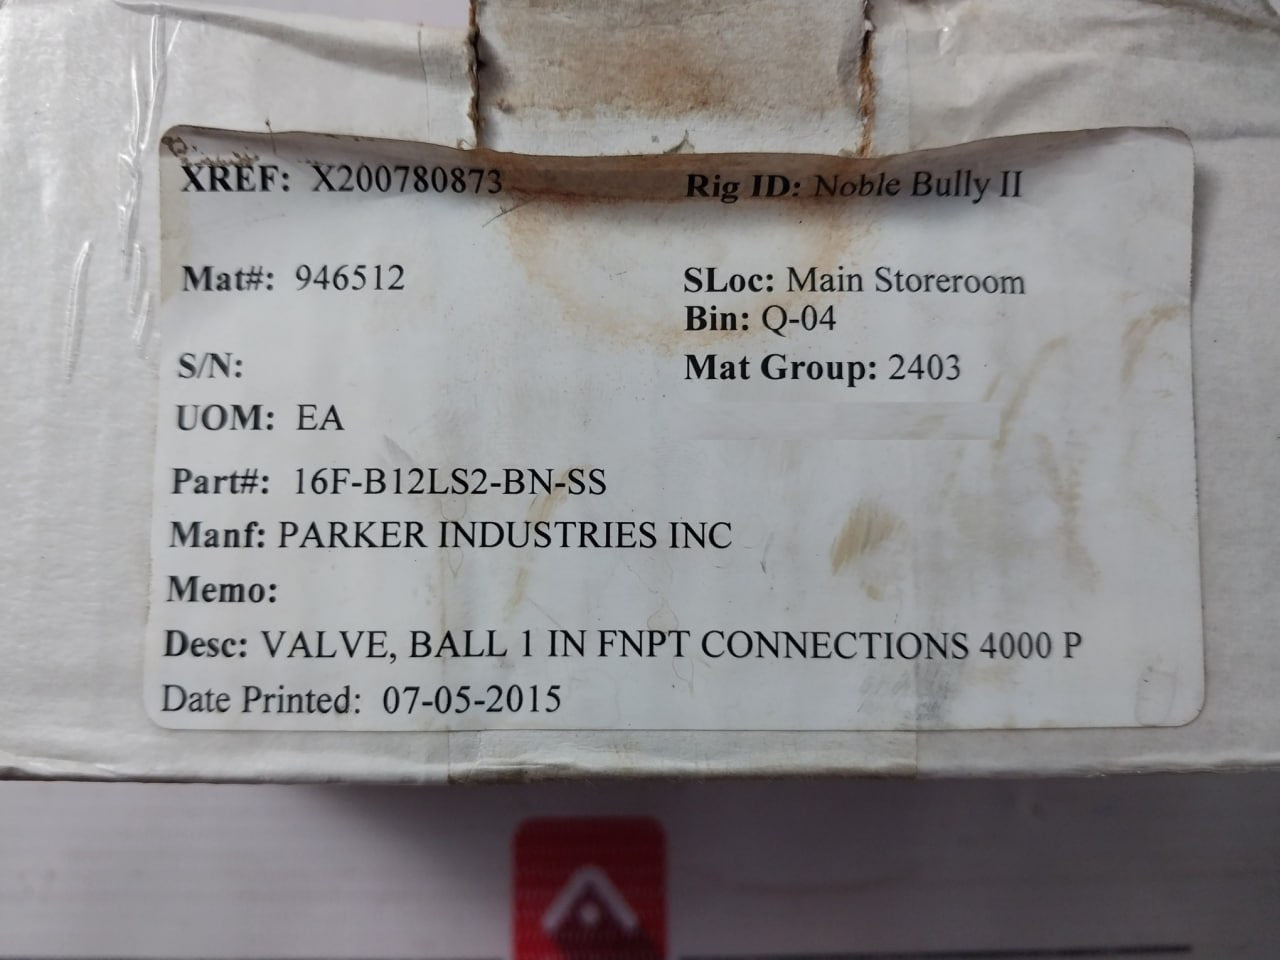 XREF: X200780873
Rig ID: Noble Bully II
Mat#: 946512
SLoc: Main Storeroom
Bin: Q-04
S/N:
Mat Group: 2403
UOM: EA
Part#: 16F-B12LS2-BN-SS
Manf: PARKER INDUSTRIES INC
Memo:
Desc: VALVE, BALL 1 IN FNPT CONNECTIONS 4000 P
Date Printed: 07-05-2015